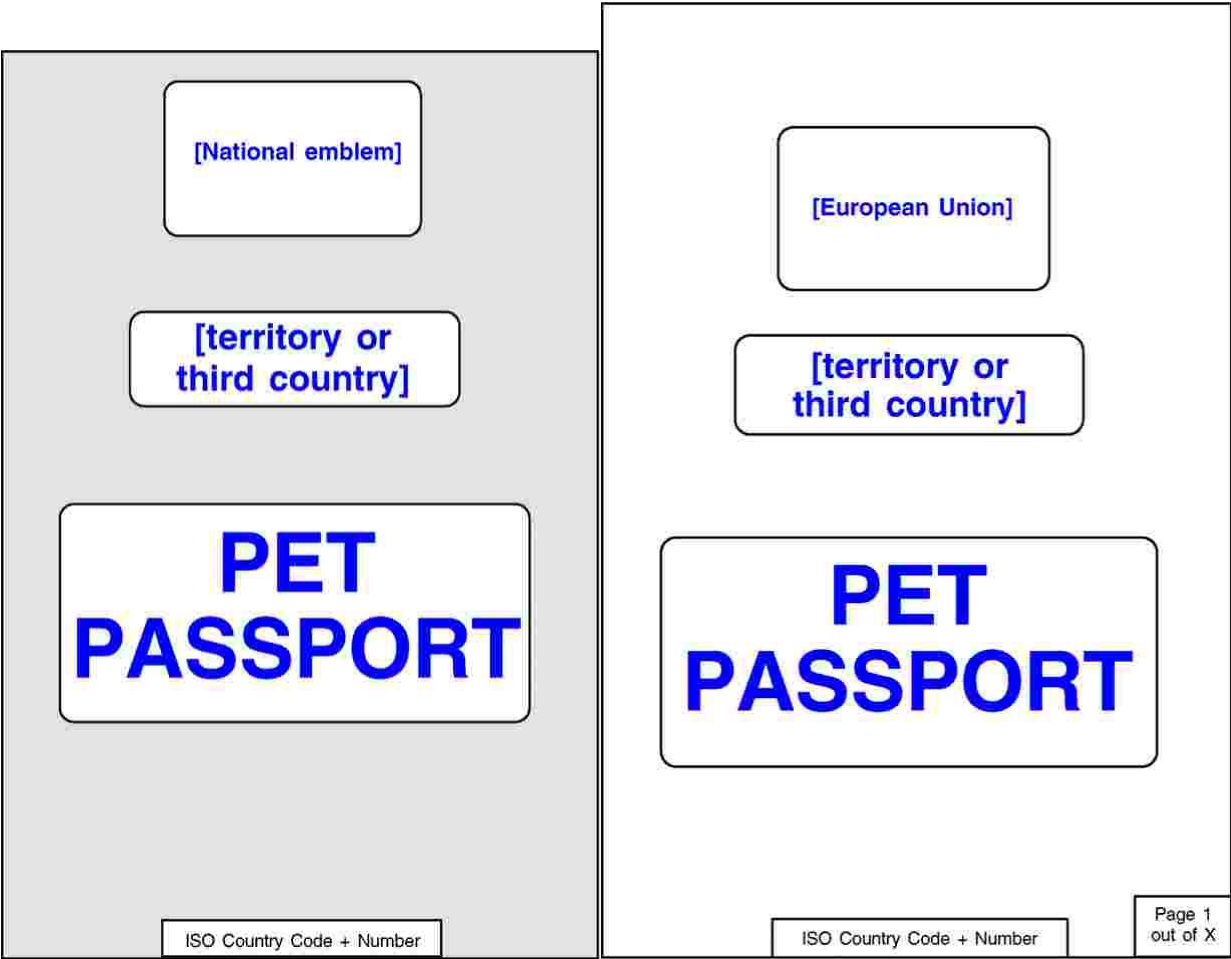 [National emblem]
[territory or
third country]
PET
PASSPORT
ISO Country Code + Number
[European Union]
[territory or
third country]
PET
PASSPORT
ISO Country Code + Number
Page 1
out of X